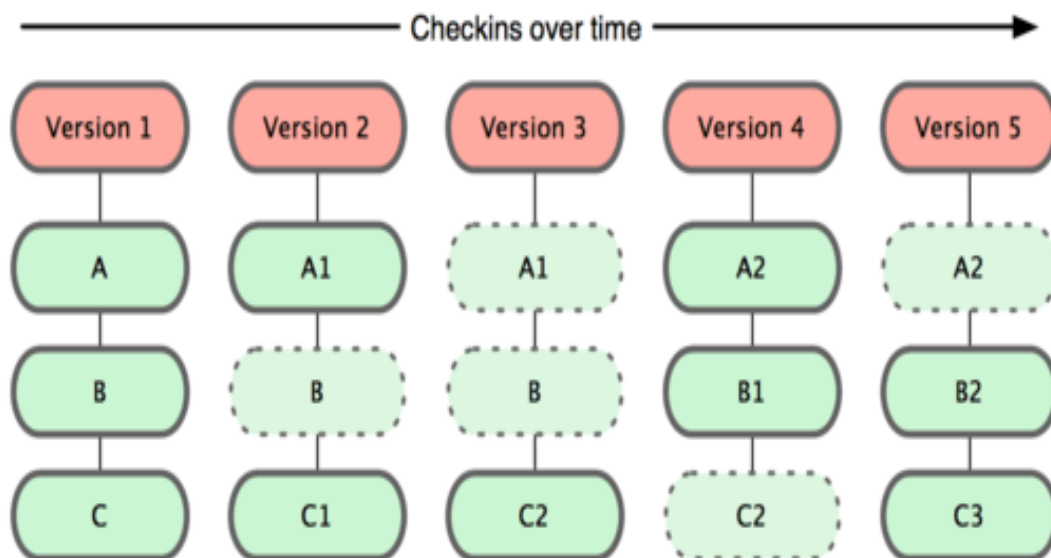 Checkins over time
Version 1 Version 2 Version 3 Version 4 Version 5
A A1 A1 A2 A2
B B B B1 B2
C C1 C2 C2 C3